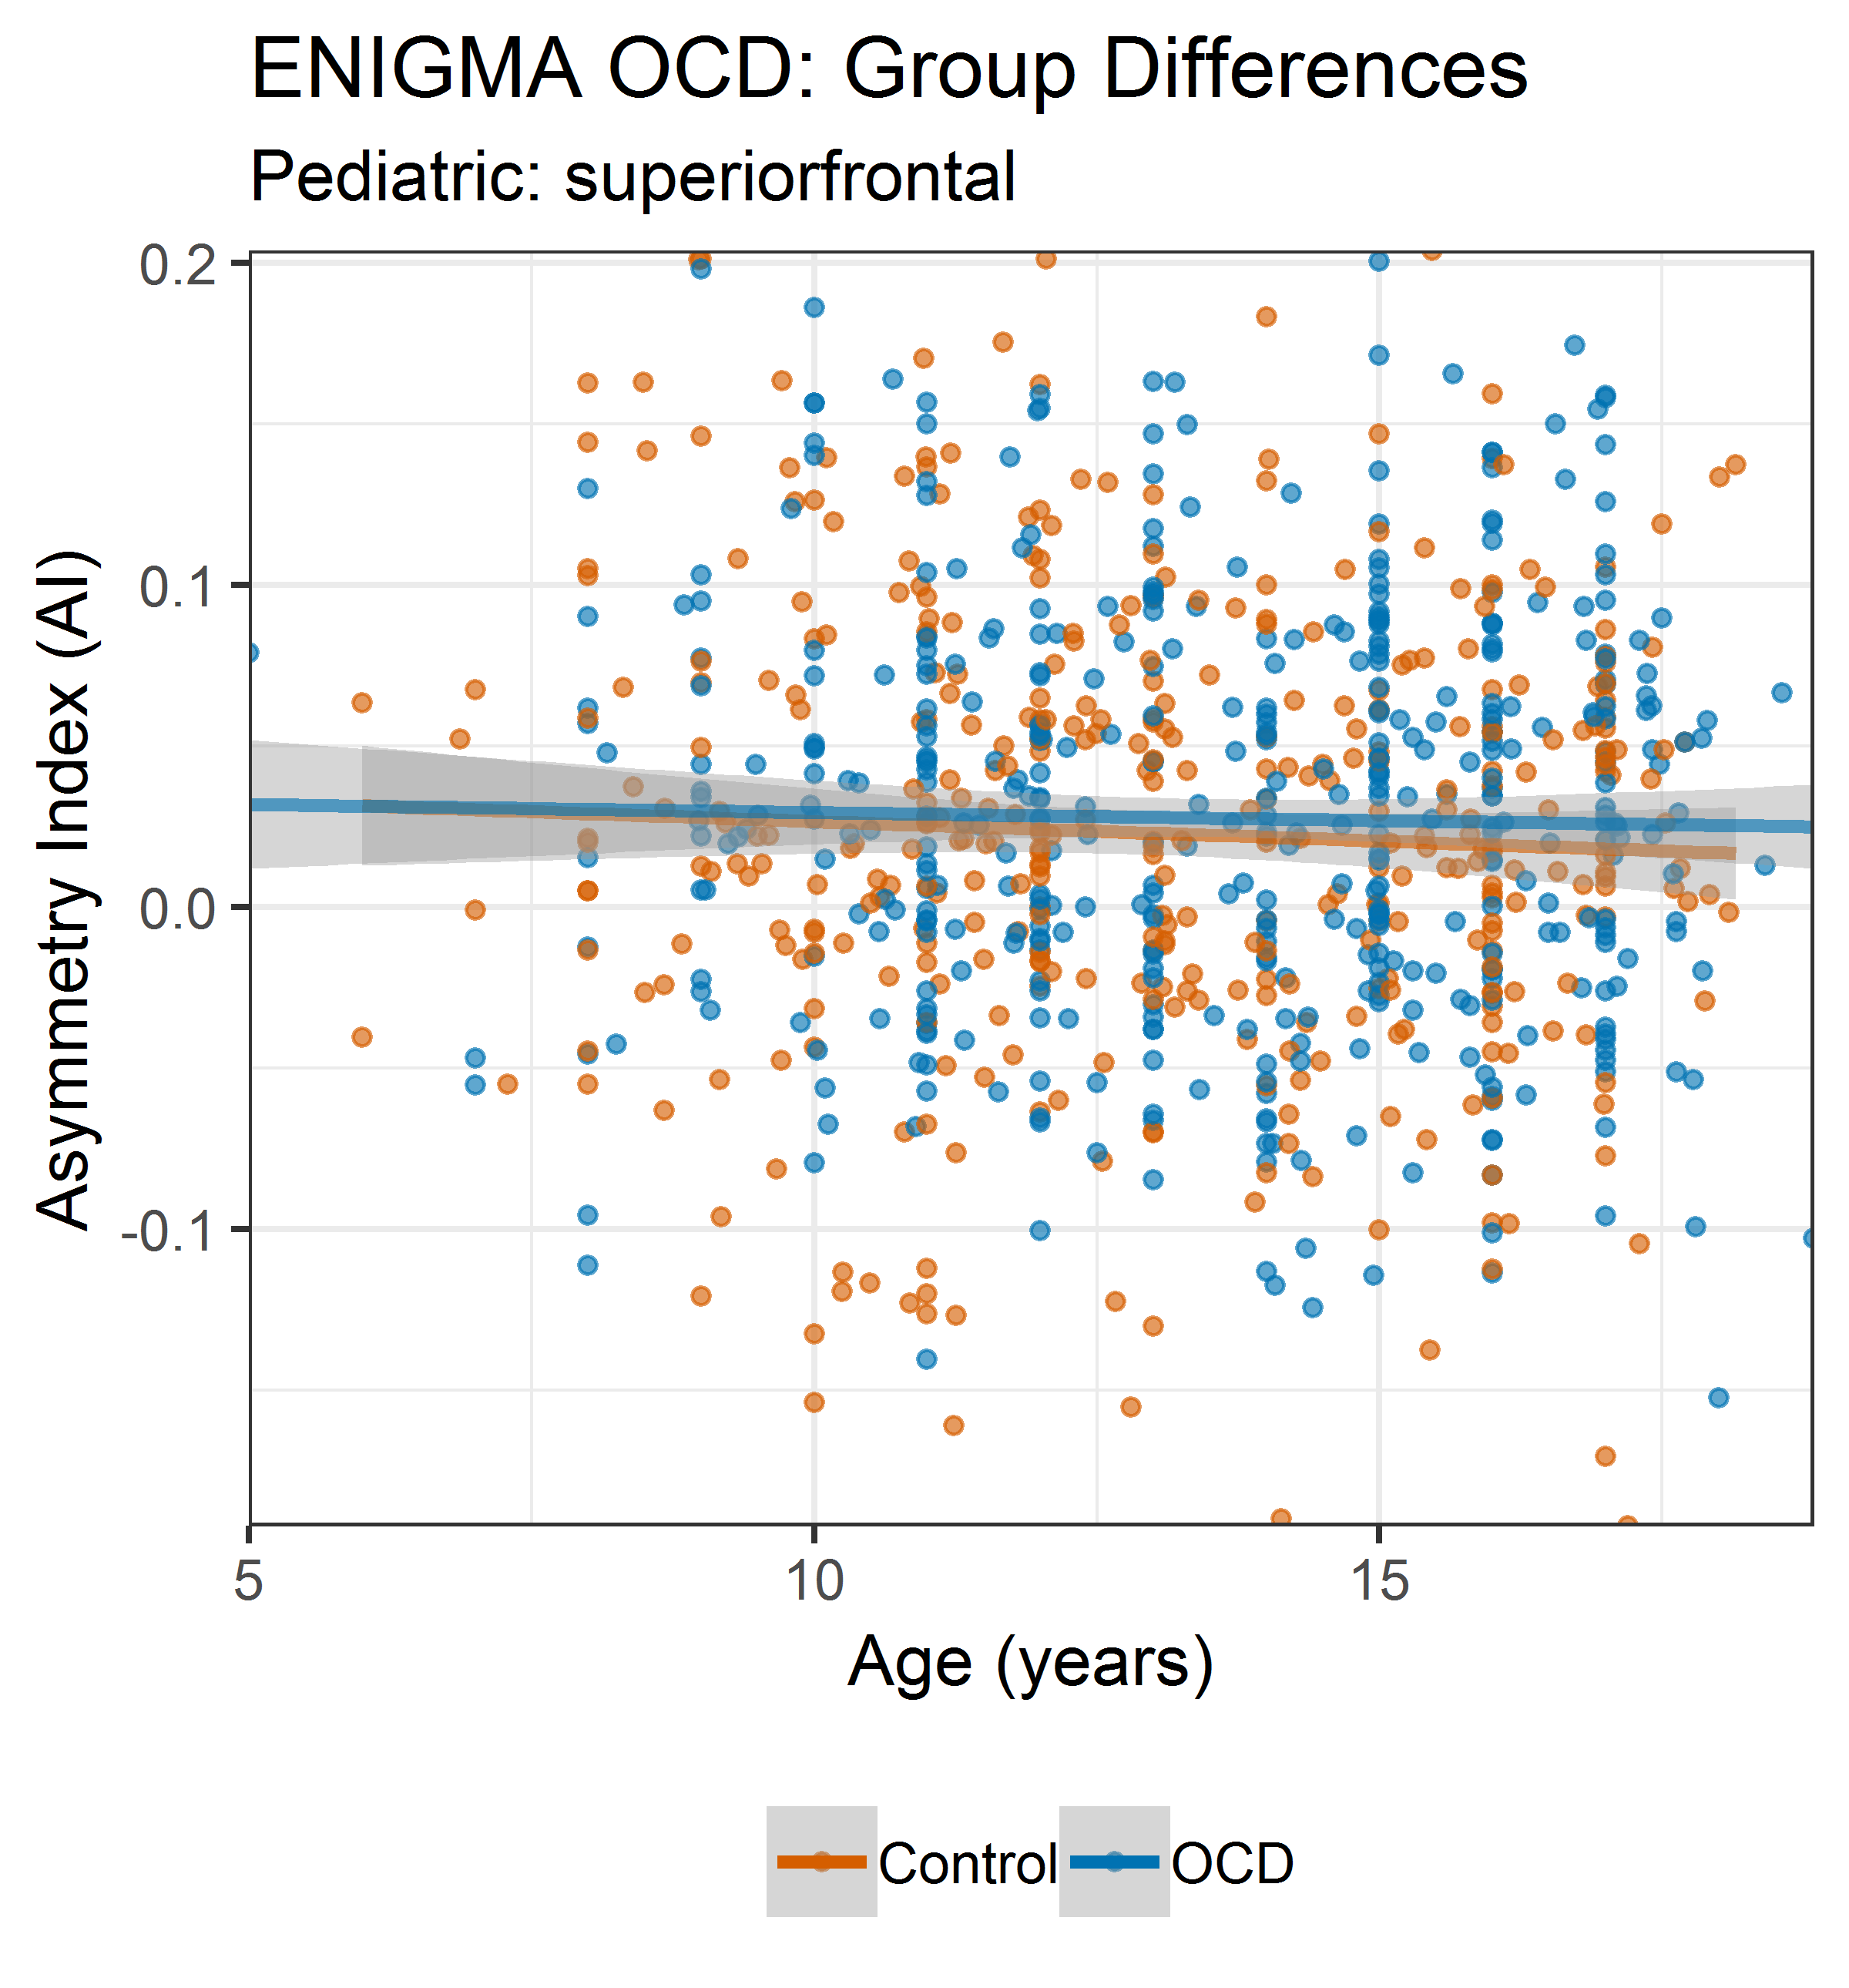 ENIGMA OCD: Group Differences
Pediatric: superiorfrontal
0.2
0.1
0.0
-0.1
Asymmetry Index (AI)
5 10 15
Age (years)
Control OCD